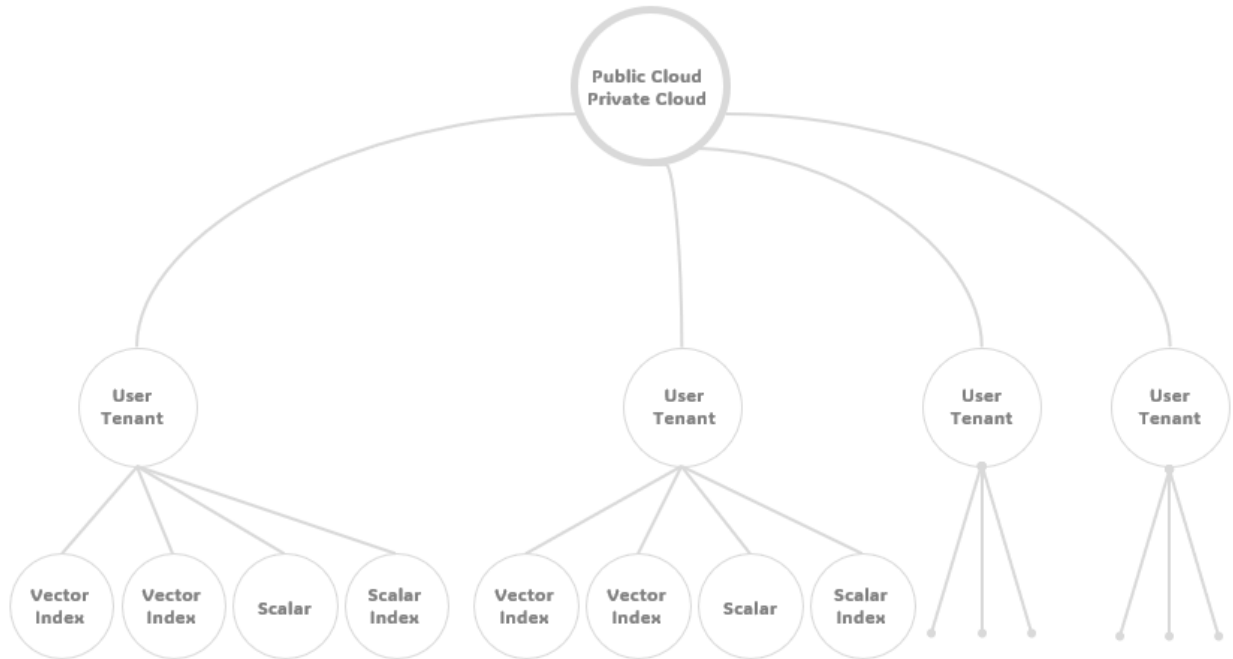 Public Cloud
Private Cloud
User
Tenant
User
Tenant
User
Tenant
User
Tenant
Vector
Index
Vector
Index
Scalar
Scalar
Index
Vector
Index
Vector
Index
Scalar
Scalar
Index